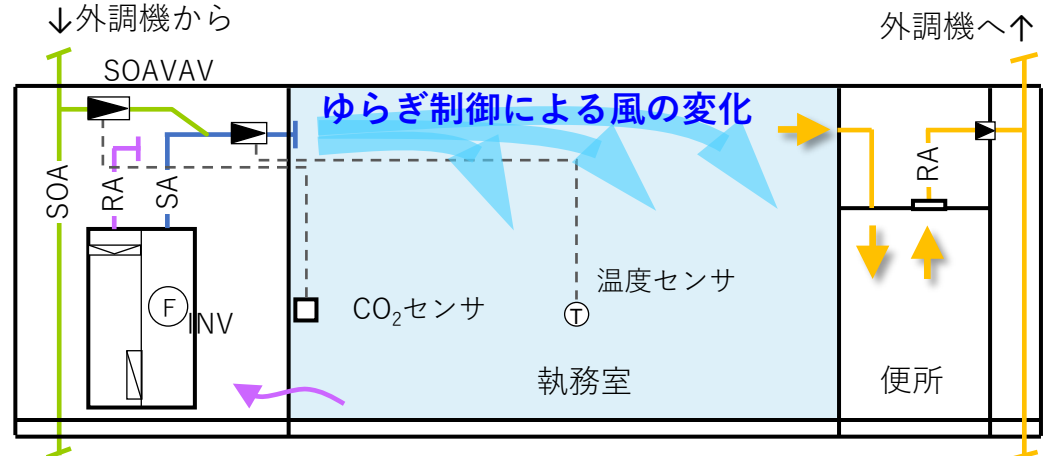 ↓外調機から
外調機へ↑
SOAVAV
ゆらぎ制御による風の変化
SOA
RA
SA
RA
F
INV
CO₂センサ
温度センサ
T
執務室
便所